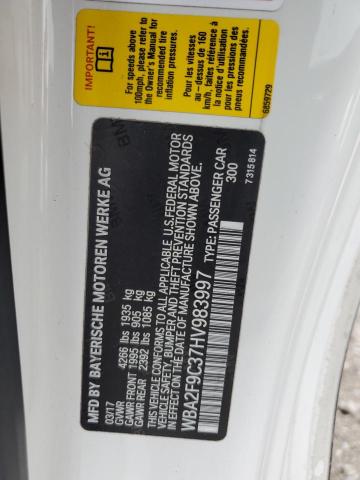 IMPORTANT!
For speeds above
100mph, please refer to
the Owner's Manual for
recommended tire
inflation pressures.
Pour les vitesses
au-dessus de 160
km/h, faites référence à
la notice d'utilisation
pour les pressions des
pneus recommandées
6859729
MFD BY BAYERISCHE MOTOREN WERKE AG
03/17
GVWR 4266 lbs 1935 kg
GAWR FRONT 1995 lbs 905 kg
GAWR REAR 2392 lbs 1085 kg
THIS VEHICLE CONFORMS TO ALL APPLICABLE U.S.FEDERAL MOTOR
VEHICLE SAFETY, BUMPER AND THEFT PREVENTION STANDARDS
IN EFFECT ON THE DATE OF MANUFACTURE SHOWN ABOVE.
WBA2F9C37HV983997 TYPE: PASSENGER CAR
300
7 315 814